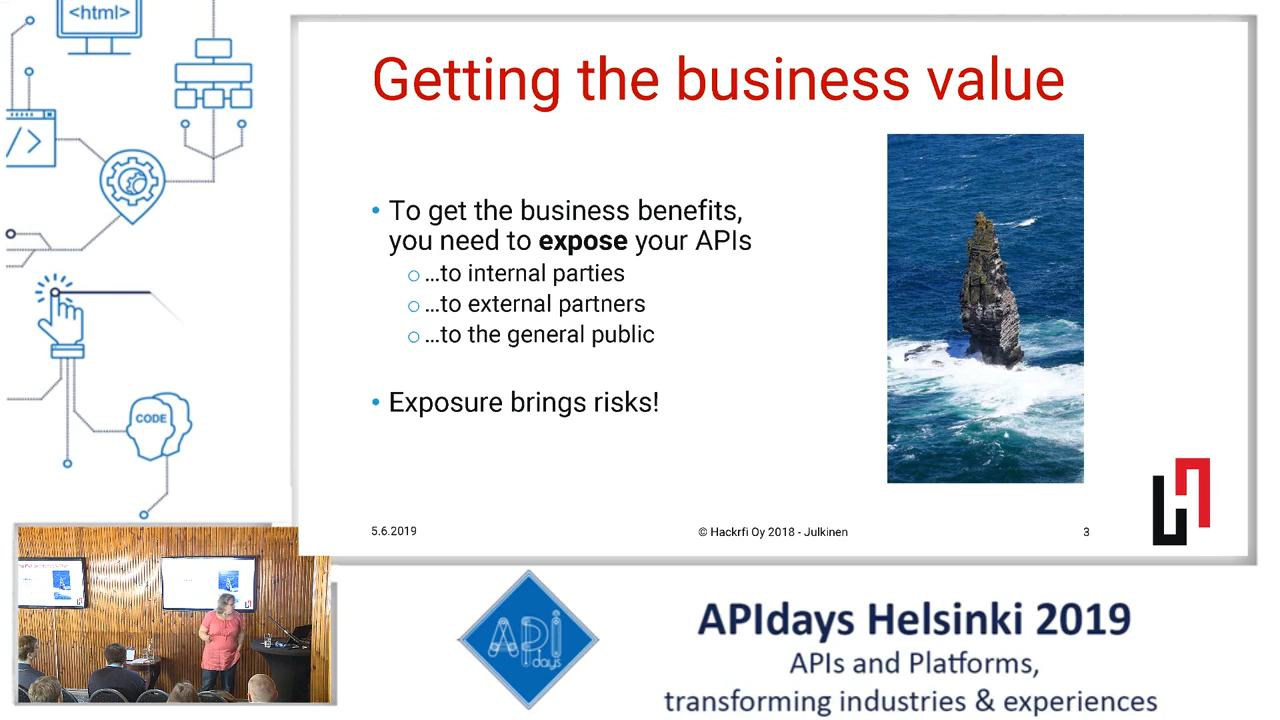 <html>
</>
CODE
Getting the business value
• To get the business benefits,
you need to expose your APIs
o ...to internal parties
o ...to external partners
o ...to the general public
• Exposure brings risks!
5.6.2019
© Hackrfi Oy 2018 - Julkinen
3
APi
days
APIdays Helsinki 2019
APIs and Platforms,
transforming industries & experiences